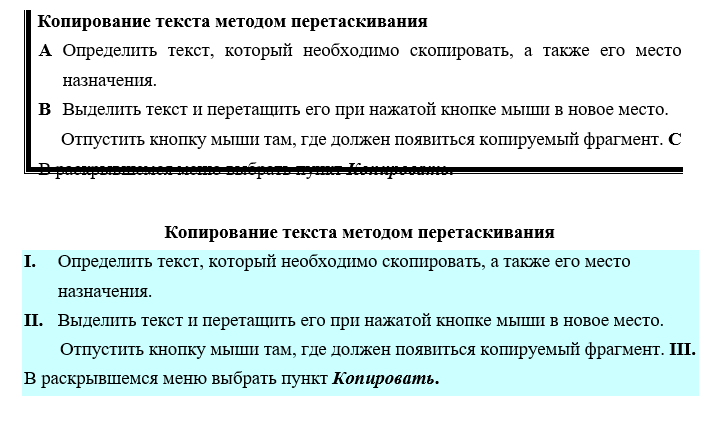 Копирование текста методом перетаскивания
A Определить текст, который необходимо скопировать, а также его место
назначения.
B Выделить текст и перетащить его при нажатой кнопке мыши в новое место.
Отпустить кнопку мыши там, где должен появиться копируемый фрагмент. C
В раскрывшемся меню выбрать пункт Копировать.
Копирование текста методом перетаскивания
I. Определить текст, который необходимо скопировать, а также его место
назначения.
II. Выделить текст и перетащить его при нажатой кнопке мыши в новое место.
Отпустить кнопку мыши там, где должен появиться копируемый фрагмент. III.
В раскрывшемся меню выбрать пункт Копировать.